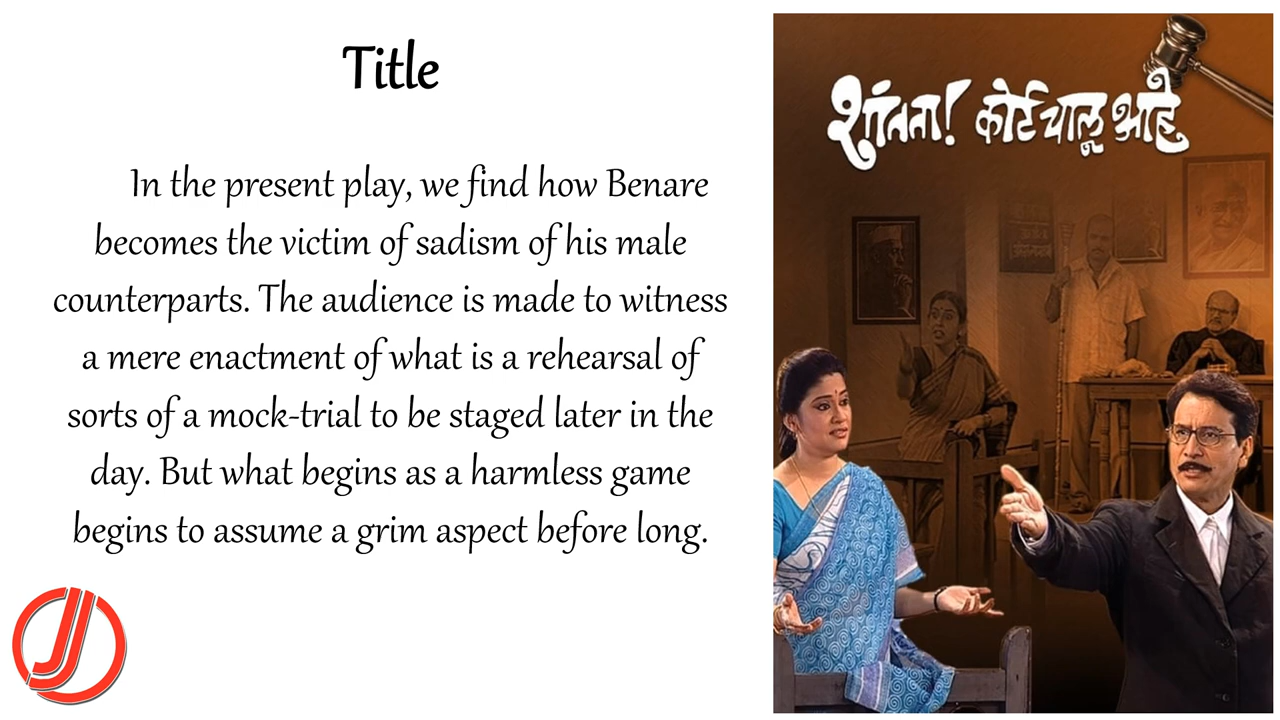 Title
In the present play, we find how Benare
becomes the victim of sadism of his male
counterparts. The audience is made to witness
a mere enactment of what is a rehearsal of
sorts of a mock-trial to be staged later in the
day. But what begins as a harmless game
begins to assume a grim aspect before long.
शांतता! कोर्ट चालू आहे